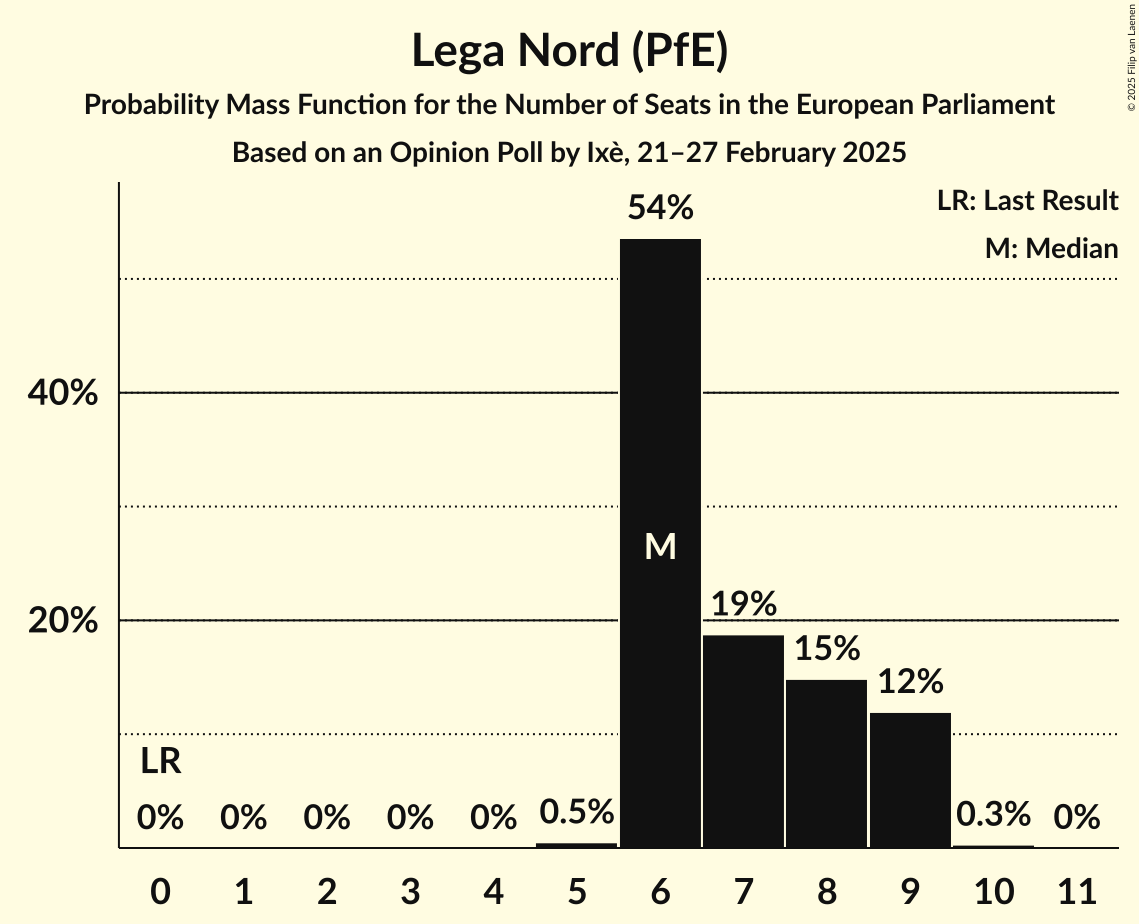 Lega Nord (PfE)
Probability Mass Function for the Number of Seats in the European Parliament
Based on an Opinion Poll by Ixè, 21–27 February 2025
© 2025 Filip van Laenen
LR: Last Result
M: Median
54%
40%
M
20%
19%
15%
12%
LR
0% 0% 0% 0% 0% 0.5% 0.3% 0%
0 1 2 3 4 5 6 7 8 9 10 11